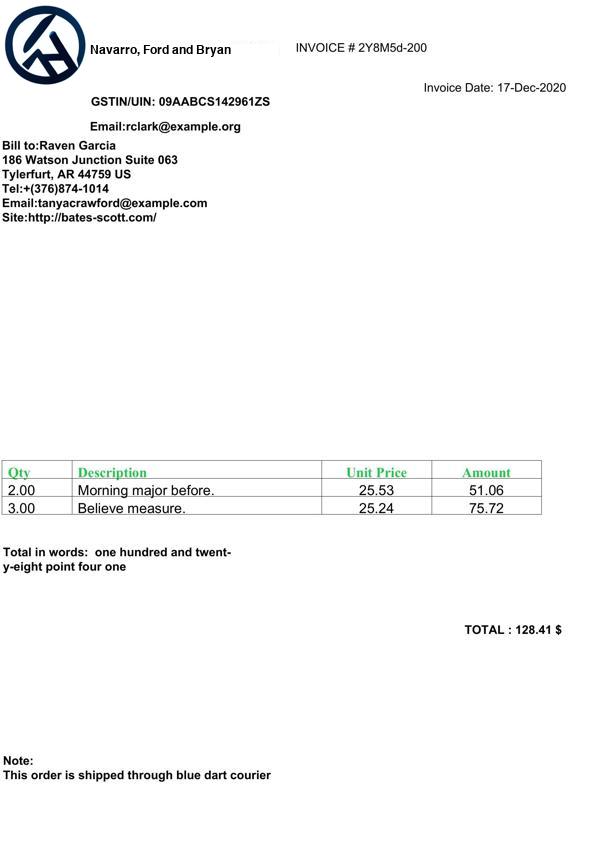 Navarro, Ford and Bryan
INVOICE # 2Y8M5d-200
Invoice Date: 17-Dec-2020
GSTIN/UIN: 09AABCS142961ZS
Email:rclark@example.org
Bill to:Raven Garcia
186 Watson Junction Suite 063
Tylerfurt, AR 44759 US
Tel:+(376)874-1014
Email:tanyacrawford@example.com
Site:http://bates-scott.com/
Qty Description Unit Price Amount
2.00 Morning major before. 25.53 51.06
3.00 Believe measure. 25.24 75.72
Total in words:  one hundred and twent-
y-eight point four one
TOTAL : 128.41 $
Note:
This order is shipped through blue dart courier